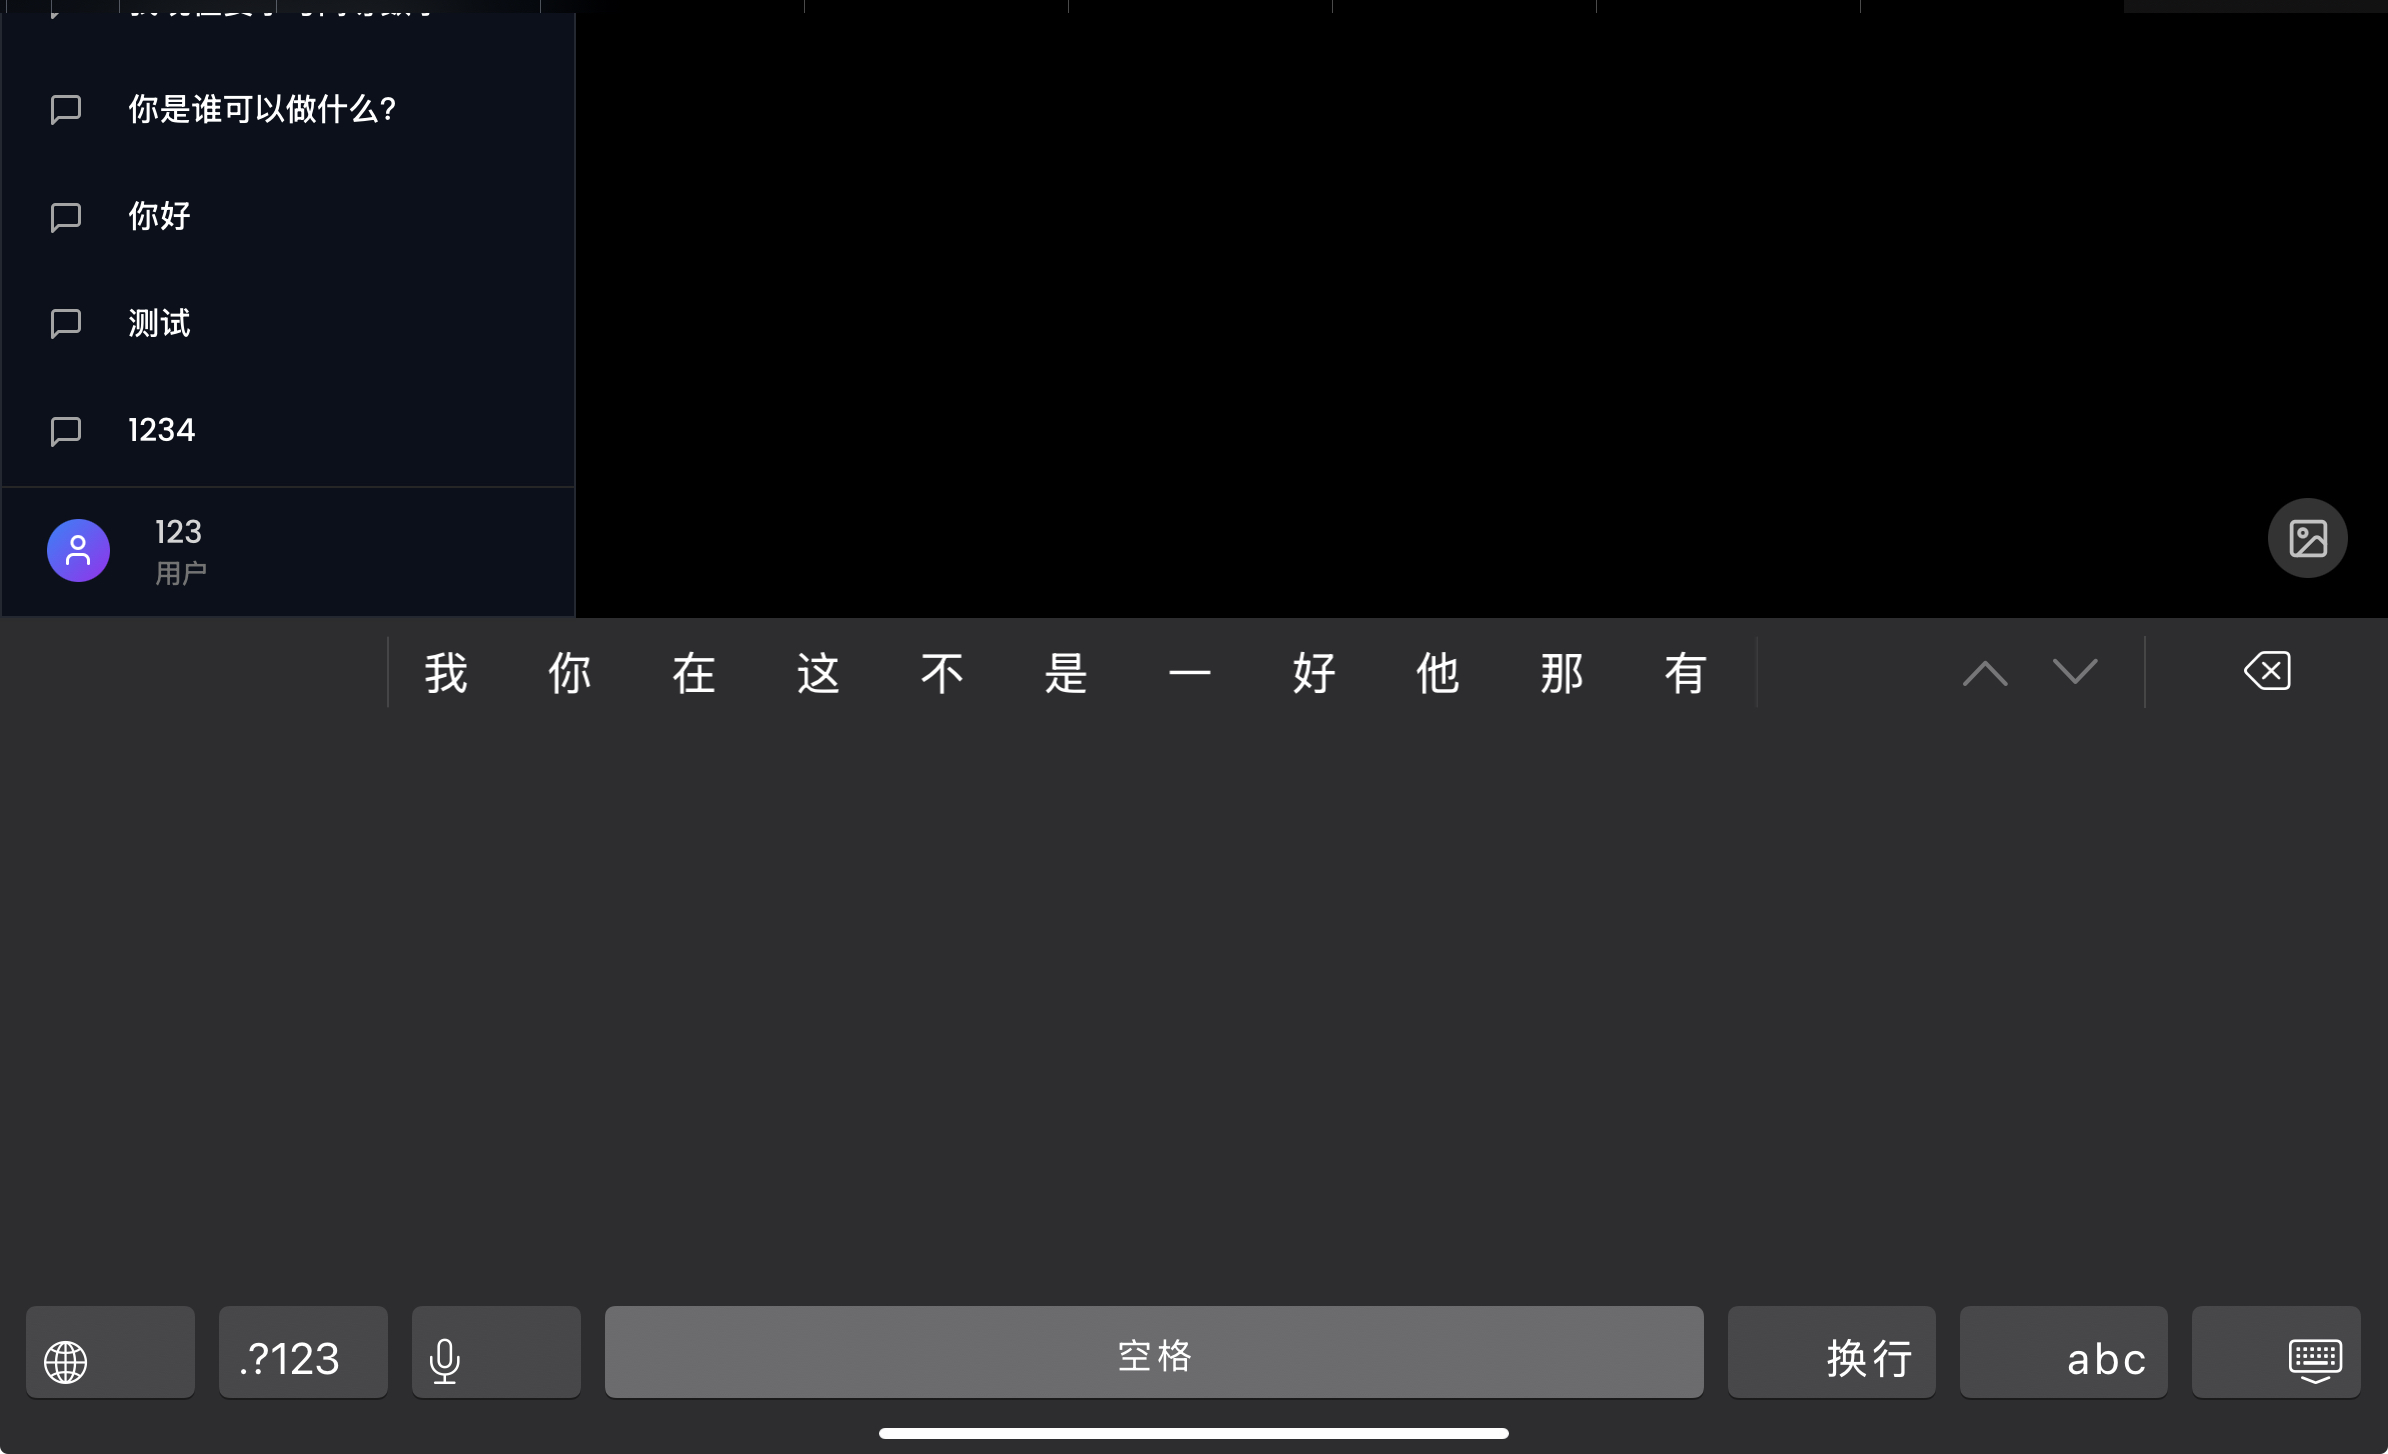 你是谁可以做什么?
你好
测试
1234
123
用户
我 你 在 这 不 是 一 好 他 那 有
.?123 空格 换行 abc